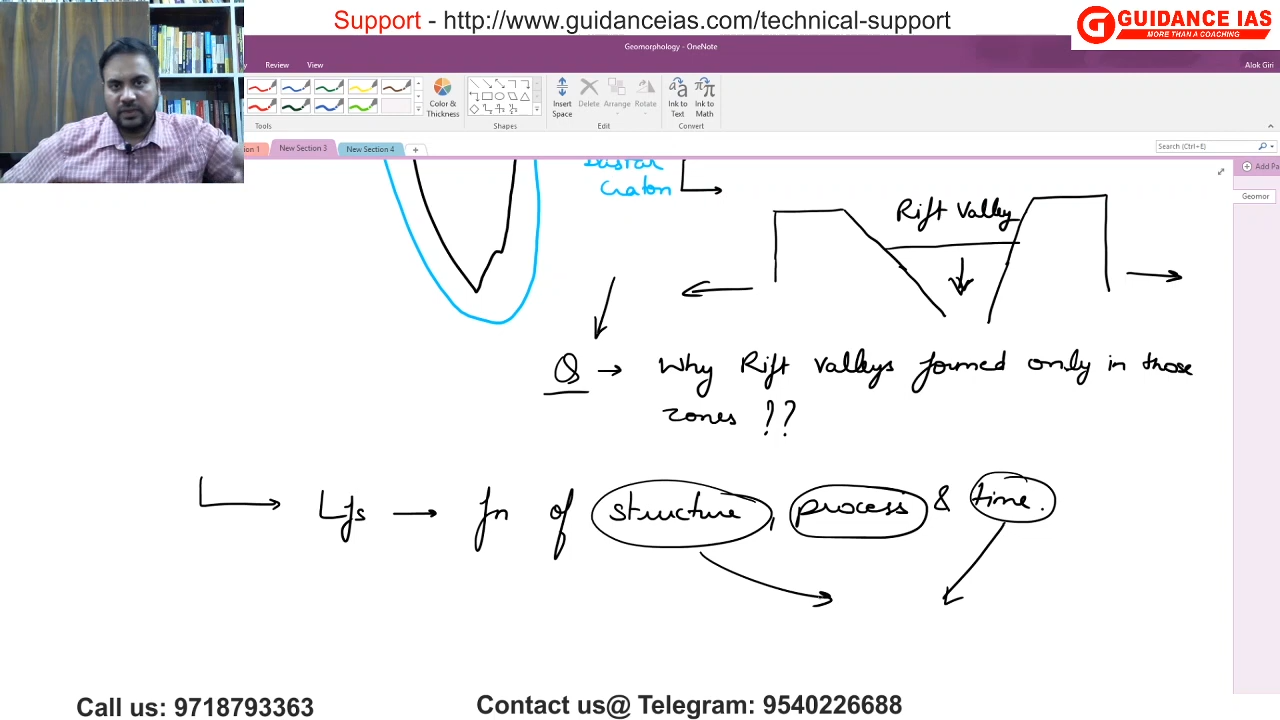 Support - http://www.guidanceias.com/technical-support
GUIDANCE IAS
MORE THAN A COACHING
Geomorphology - OneNote
Review View
Alok Giri
Color & Thickness
Insert Space
Delete
Arrange
Rotate
Ink to Text
Ink to Math
Tools
Shapes
Edit
Convert
New Section 3
New Section 4
Search (Ctrl+E)
Add Pa
Geomor
Craton
Rift Valley
Q → Why Rift Valleys formed only in those
zones ??
Lfs → fn of structure, process & time.
Call us: 9718793363
Contact us@ Telegram: 9540226688